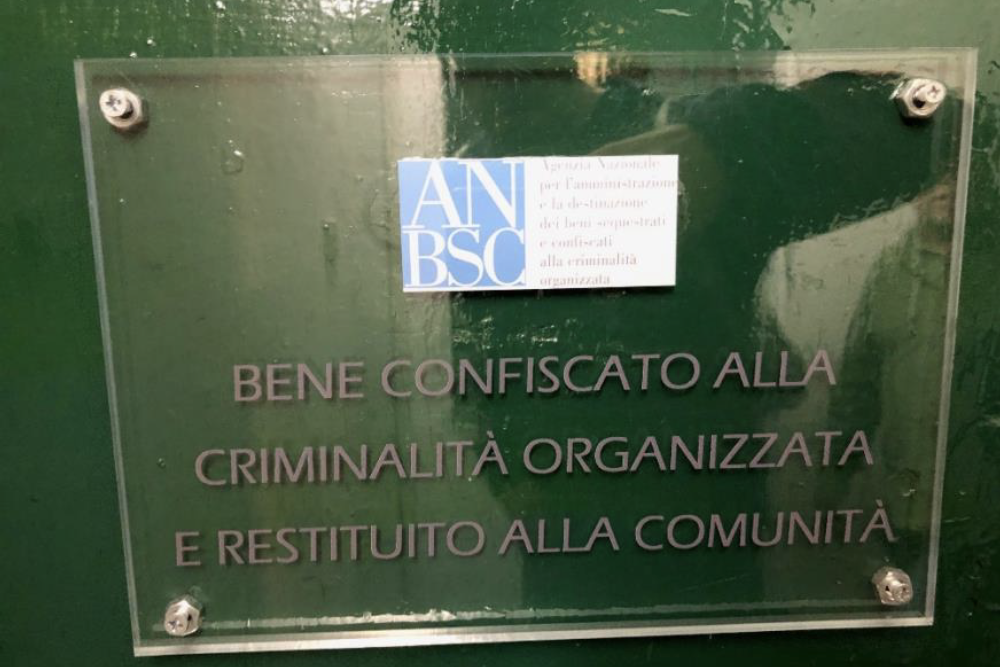 AN
BSC
Agenzia Nazionale
per l'amministrazione
e la destinazione
dei beni sequestrati
e confiscati
alla criminalità
organizzata
BENE CONFISCATO ALLA
CRIMINALITÀ ORGANIZZATA
E RESTITUITO ALLA COMUNITÀ